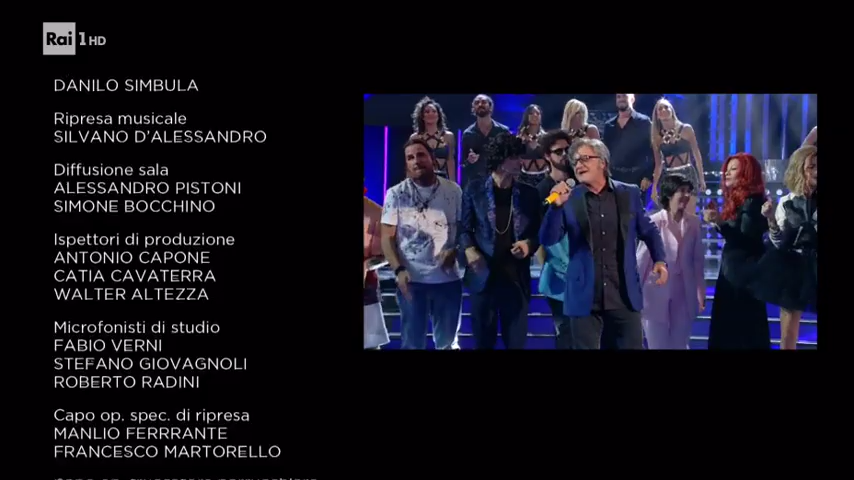 Rai 1 HD
DANILO SIMBULA
Ripresa musicale
SILVANO D'ALESSANDRO
Diffusione sala
ALESSANDRO PISTONI
SIMONE BOCCHINO
Ispettori di produzione
ANTONIO CAPONE
CATIA CAVATERRA
WALTER ALTEZZA
Microfonisti di studio
FABIO VERNI
STEFANO GIOVAGNOLI
ROBERTO RADINI
Capo op. spec. di ripresa
MANLIO FERRRANTE
FRANCESCO MARTORELLO